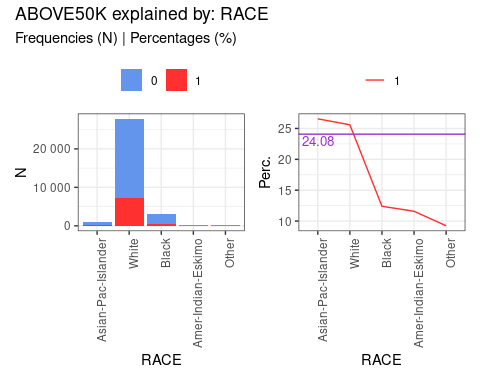 ABOVE50K explained by: RACE
Frequencies (N) | Percentages (%)
0 1
1
N
20 000
10 000
0
Asian-Pac-Islander
White
Black
Amer-Indian-Eskimo
Other
RACE
Perc.
25
20
15
10
24.08
Asian-Pac-Islander
White
Black
Amer-Indian-Eskimo
Other
RACE